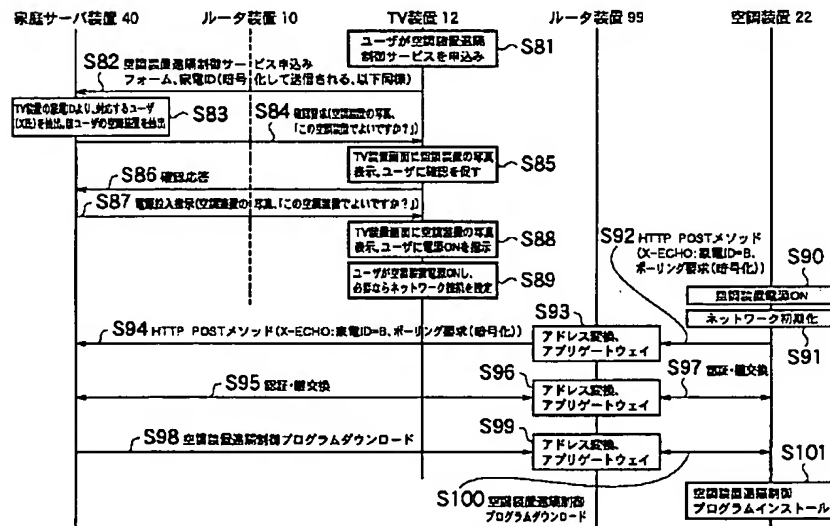 家庭サーバ装置 40
ルータ装置 10
TV装置 12
ルータ装置 99
空調装置 22
ユーザが空調装置遠隔
制御サービスを申込み
S81
S82 空調装置遠隔制御サービス申込み
フォーム、家電ID(暗号化して送信される、以下同様)
TV装置の家電IDより、対応するユーザ
(X氏)を抽出、該ユーザの空調装置を抽出
S83
S84 確認要求(空調装置の写真、
「この空調装置でよいですか?」)
TV装置画面に空調装置の写真
表示、ユーザに確認を促す
S85
S86 確認応答
S87 電源投入指示(空調装置の写真、「この空調装置でよいですか?」)
TV装置画面に空調装置の写真
表示、ユーザに電源ONを指示
S88
ユーザが空調装置電源ONし、
必要ならネットワーク接続を設定
S89
S92 HTTP POSTメソッド
(X-ECHO:家電ID=B、
ポーリング要求(暗号化))
S90
空調装置電源ON
ネットワーク初期化
S91
S93
アドレス変換、
アプリゲートウェイ
S94 HTTP POSTメソッド(X-ECHO:家電ID=B、ポーリング要求(暗号化))
S95 認証・鍵交換
S96
アドレス変換、
アプリゲートウェイ
S97 認証・鍵交換
S98 空調装置遠隔制御プログラムダウンロード
S99
アドレス変換、
アプリゲートウェイ
S100 空調装置遠隔制御
プログラムダウンロード
S101
空調装置遠隔制御
プログラムインストール